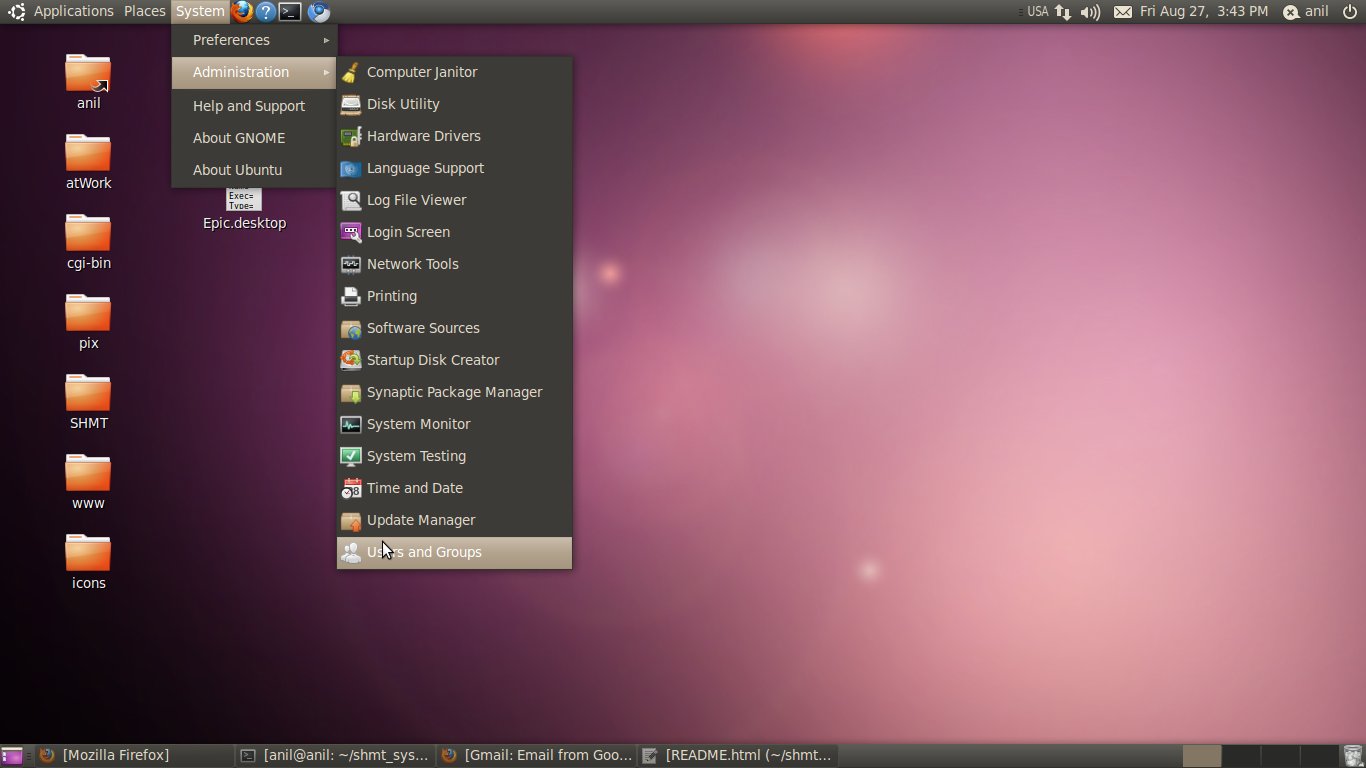 Applications Places System
USA Fri Aug 27, 3:43 PM anil
Preferences
Administration
Help and Support
About GNOME
About Ubuntu
Computer Janitor
Disk Utility
Hardware Drivers
Language Support
Log File Viewer
Login Screen
Network Tools
Printing
Software Sources
Startup Disk Creator
Synaptic Package Manager
System Monitor
System Testing
Time and Date
Update Manager
Users and Groups
anil
atWork
cgi-bin
pix
SHMT
www
icons
Exec=
Type=
Epic.desktop
[Mozilla Firefox] [anil@anil: ~/shmt_sys... [Gmail: Email from Goo... [README.html (~/shmt...